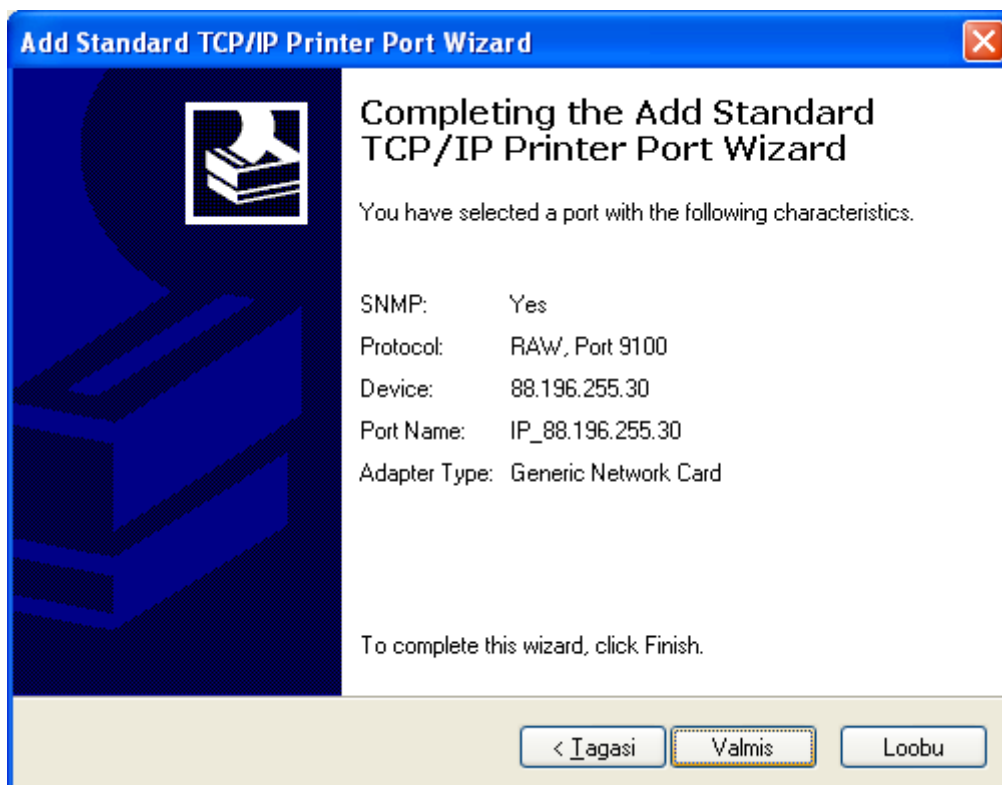 Add Standard TCP/IP Printer Port Wizard
Completing the Add Standard
TCP/IP Printer Port Wizard
You have selected a port with the following characteristics.
SNMP: Yes
Protocol: RAW, Port 9100
Device: 88.196.255.30
Port Name: IP_88.196.255.30
Adapter Type: Generic Network Card
To complete this wizard, click Finish.
< Tagasi Valmis Loobu